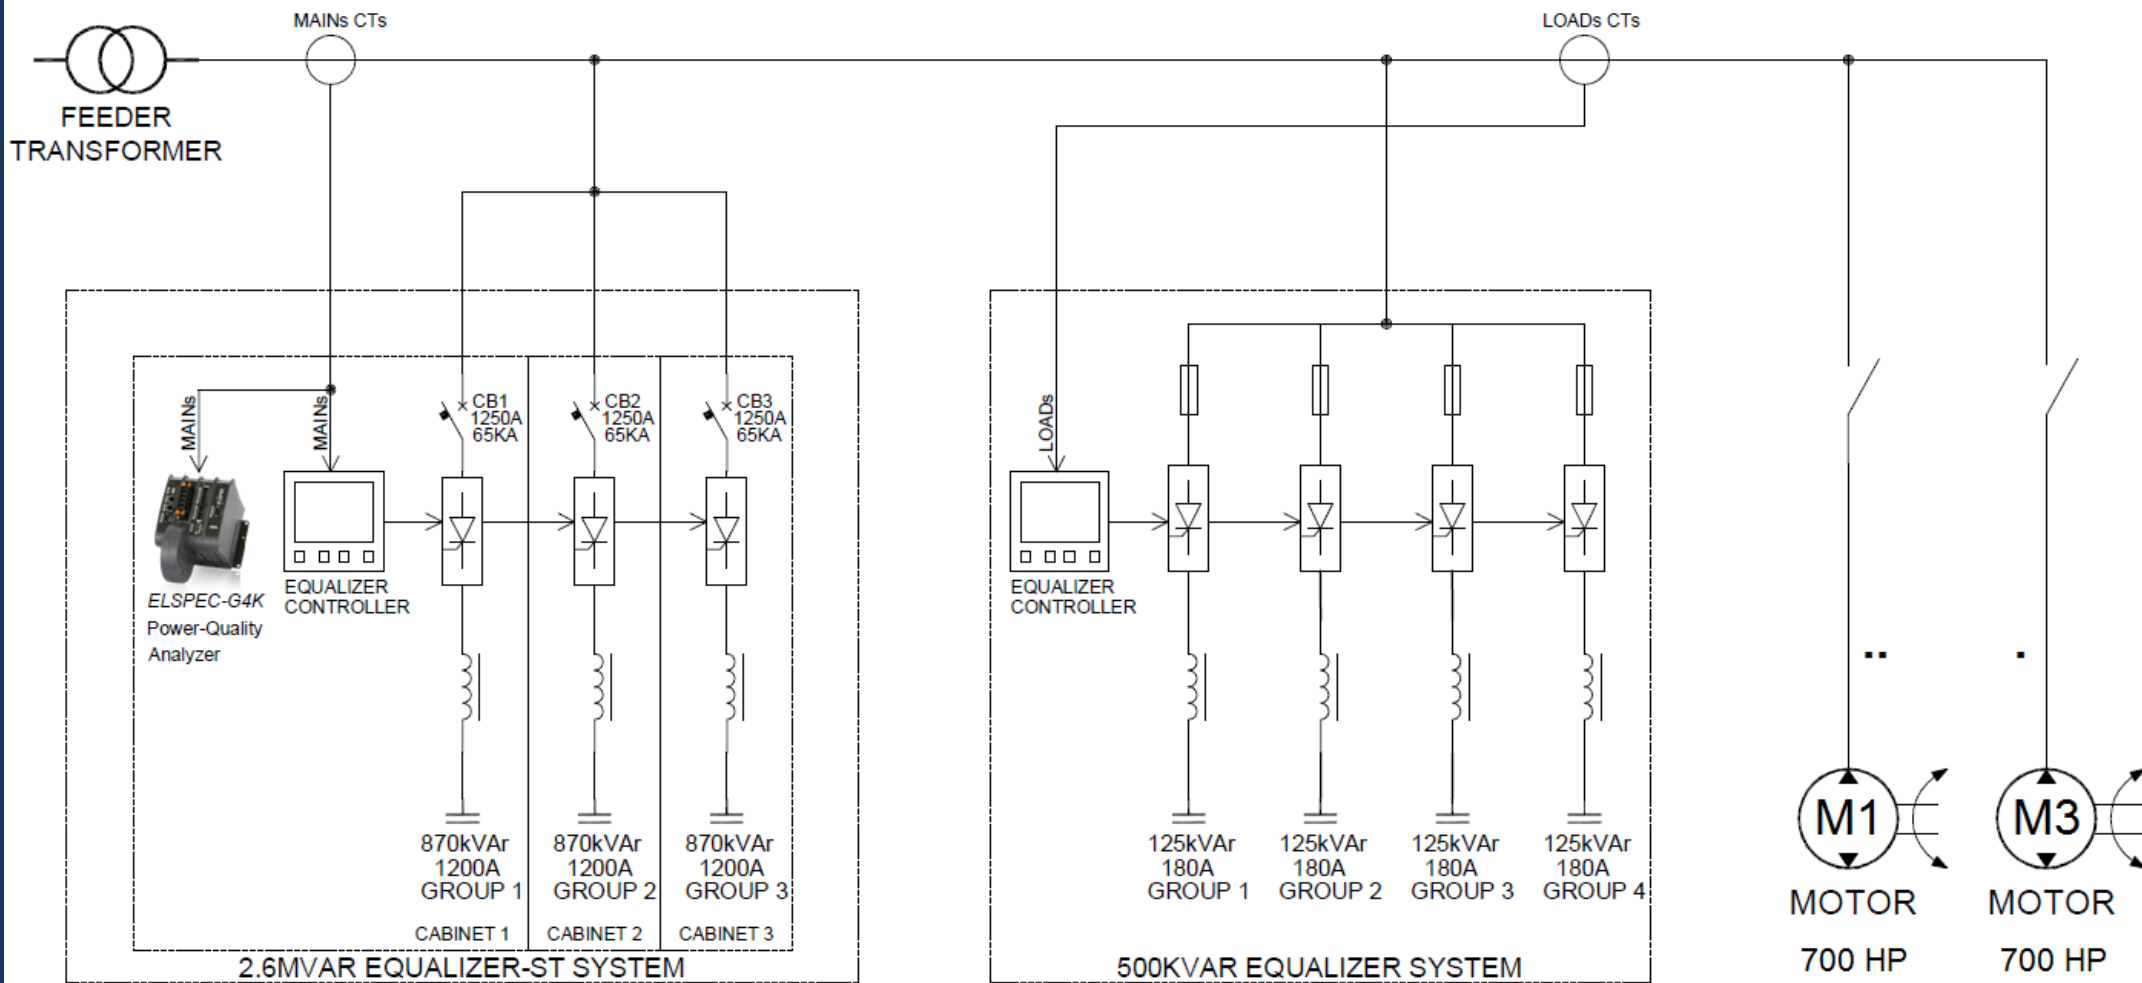 MAINs CTs
LOADs CTs
FEEDER
TRANSFORMER
MAINs
MAINs
CB1
1250A
65KA
CB2
1250A
65KA
CB3
1250A
65KA
ELSPEC-G4K
Power-Quality
Analyzer
EQUALIZER
CONTROLLER
870kVAr
1200A
GROUP 1
870kVAr
1200A
GROUP 2
870kVAr
1200A
GROUP 3
CABINET 1
CABINET 2
CABINET 3
2.6MVAR EQUALIZER-ST SYSTEM
LOADs
EQUALIZER
CONTROLLER
125kVAr
180A
GROUP 1
125kVAr
180A
GROUP 2
125kVAr
180A
GROUP 3
125kVAr
180A
GROUP 4
500KVAR EQUALIZER SYSTEM
.. .
M1
MOTOR
700 HP
M3
MOTOR
700 HP